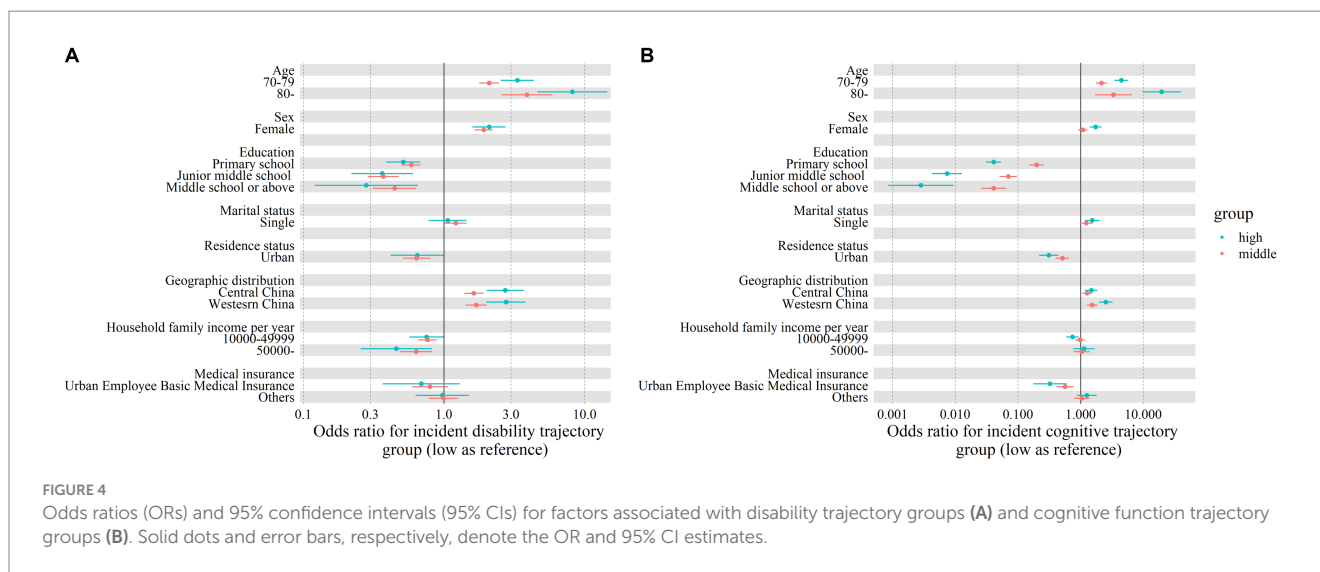 A
Age
70-79
80-
Sex
Female
Education
Primary school
Junior middle school
Middle school or above
Marital status
Single
Residence status
Urban
Geographic distribution
Central China
Westesrn China
Household family income per year
10000-49999
50000-
Medical insurance
Urban Employee Basic Medical Insurance
Others
0.1 0.3 1.0 3.0 10.0
Odds ratio for incident disability trajectory
group (low as reference)
B
Age
70-79
80-
Sex
Female
Education
Primary school
Junior middle school
Middle school or above
Marital status
Single
Residence status
Urban
Geographic distribution
Central China
Westesrn China
Household family income per year
10000-49999
50000-
Medical insurance
Urban Employee Basic Medical Insurance
Others
0.001 0.010 0.100 1.000 10.000
Odds ratio for incident cognitive trajectory
group (low as reference)
group
high
middle
FIGURE 4
Odds ratios (ORs) and 95% confidence intervals (95% CIs) for factors associated with disability trajectory groups (A) and cognitive function trajectory
groups (B). Solid dots and error bars, respectively, denote the OR and 95% CI estimates.